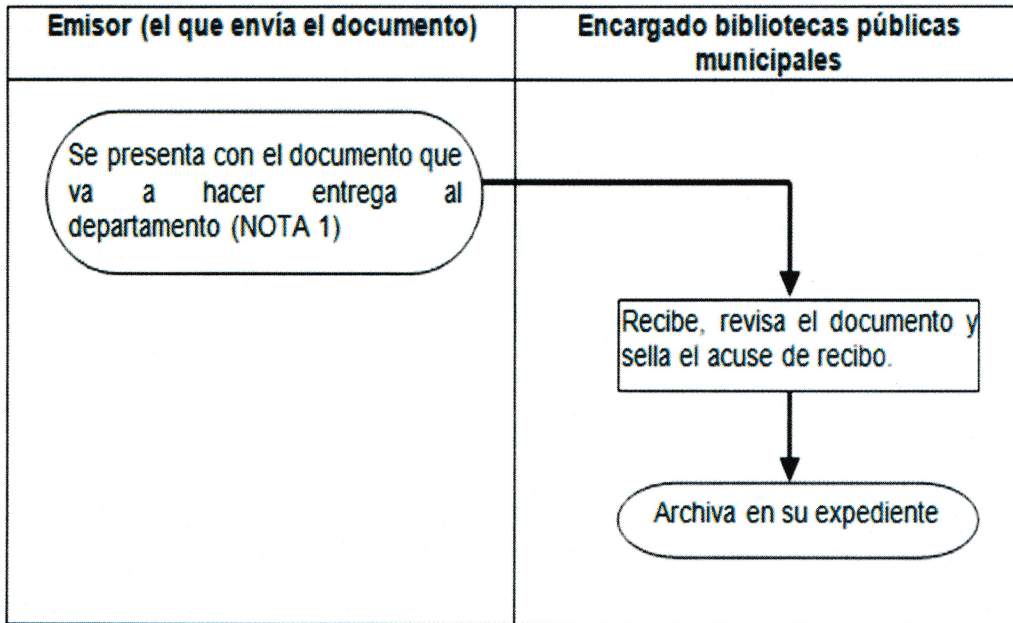 Emisor (el que envía el documento)
Encargado bibliotecas públicas
municipales
Se presenta con el documento que
va a hacer entrega al
departamento (NOTA 1)
Recibe, revisa el documento y
sella el acuse de recibo.
Archiva en su expediente